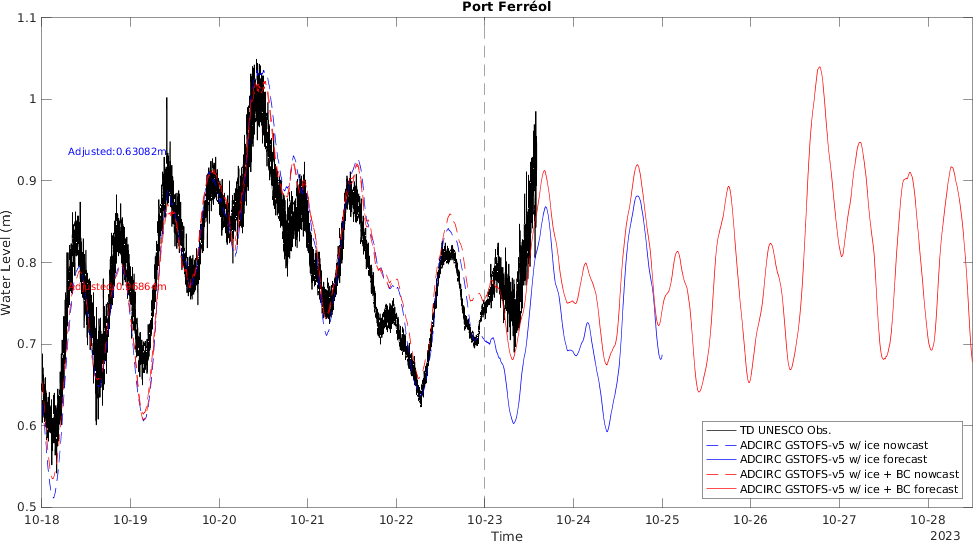 Port Ferréol
1.1
1
0.9
0.8
0.7
0.6
0.5
Water Level (m)
Adjusted:0.63082m
TD UNESCO Obs.
ADCIRC GSTOFS-v5 w/ ice nowcast
ADCIRC GSTOFS-v5 w/ ice forecast
ADCIRC GSTOFS-v5 w/ ice + BC nowcast
ADCIRC GSTOFS-v5 w/ ice + BC forecast
10-18 10-19 10-20 10-21 10-22 10-23 10-24 10-25 10-26 10-27 10-28
Time
2023